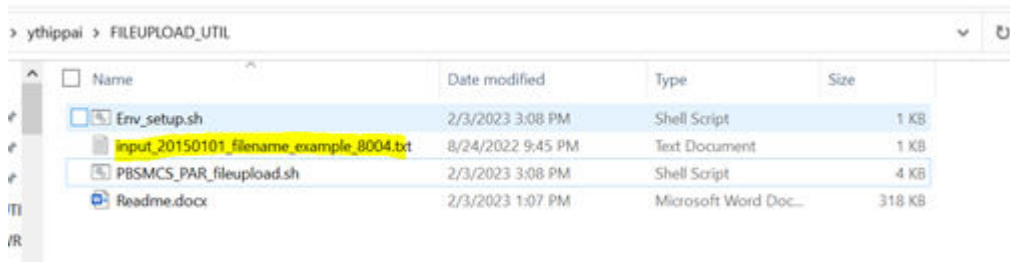 > ythippai > FILEUPLOAD_UTIL
Name Date modified Type Size
Env_setup.sh 2/3/2023 3:08 PM Shell Script 1 KB
input_20150101_filename_example_8004.txt 8/24/2022 9:45 PM Text Document 1 KB
PBSMCS_PAR_fileupload.sh 2/3/2023 3:08 PM Shell Script 4 KB
Readme.docx 2/3/2023 1:07 PM Microsoft Word Doc... 318 KB